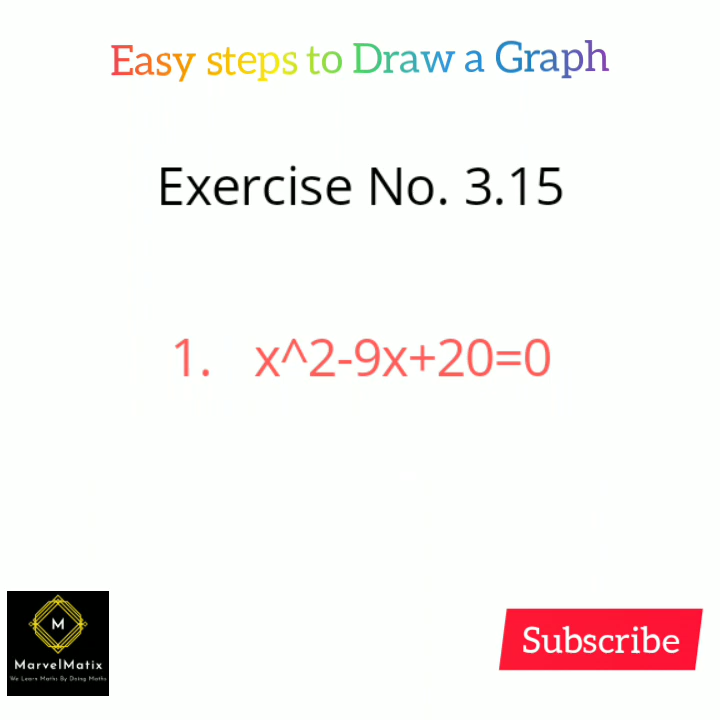 Easy steps to Draw a Graph
Exercise No. 3.15
1. x^2-9x+20=0
M
MarvelMatix
We Learn Maths By Doing Maths
Subscribe